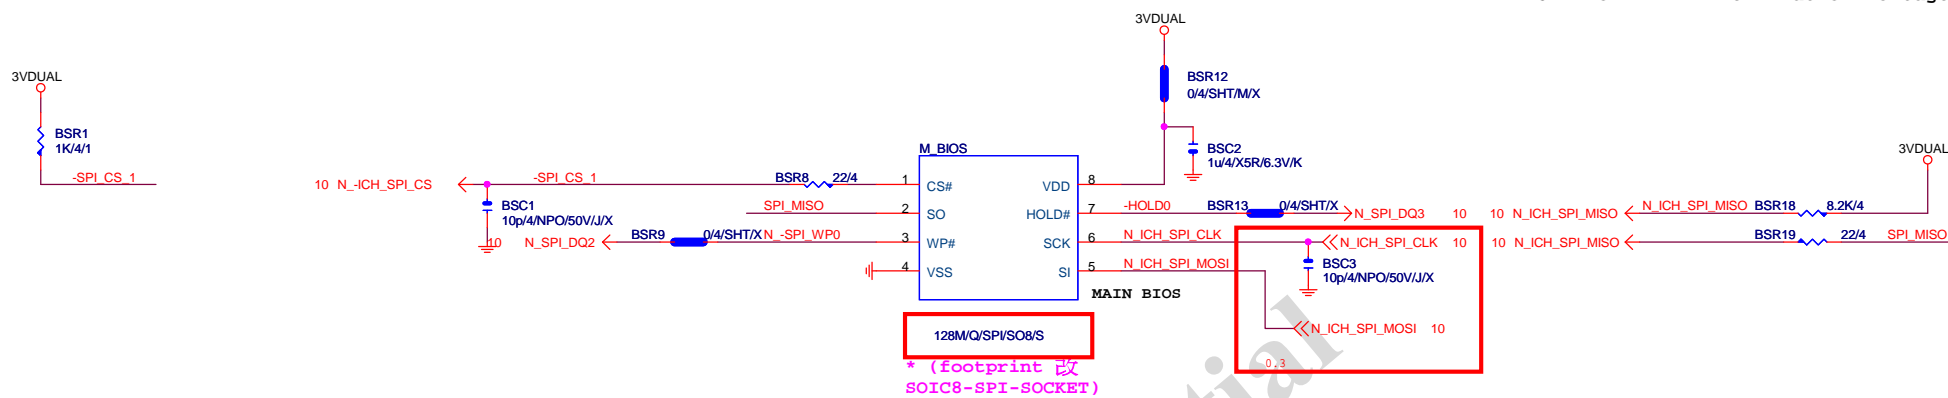 3VDUAL
BSR1
1K/4/1
-SPI_CS_1
10 N_-ICH_SPI_CS
BSC1
10p/4/NPO/50V/J/X
-SPI_CS_1
BSR8 22/4
SPI_MISO
10 N_SPI_DQ2
BSR9 0/4/SHT/X N_-SPI_WP0
M_BIOS
1 CS#
2 SO
3 WP#
4 VSS
VDD 8
HOLD# 7
SCK 6
SI 5
MAIN BIOS
128M/Q/SPI/SO8/S
* (footprint 改
SOIC8-SPI-SOCKET)
3VDUAL
BSR12
0/4/SHT/M/X
BSC2
1u/4/X5R/6.3V/K
-HOLD0 BSR13 0/4/SHT/X N_SPI_DQ3 10
N_ICH_SPI_CLK N_ICH_SPI_CLK 10
BSC3
10p/4/NPO/50V/J/X
N_ICH_SPI_MOSI
N_ICH_SPI_MOSI 10
0.3
3VDUAL
10 N_ICH_SPI_MISO N_ICH_SPI_MISO BSR18 8.2K/4
10 N_ICH_SPI_MISO BSR19 22/4 SPI_MISO